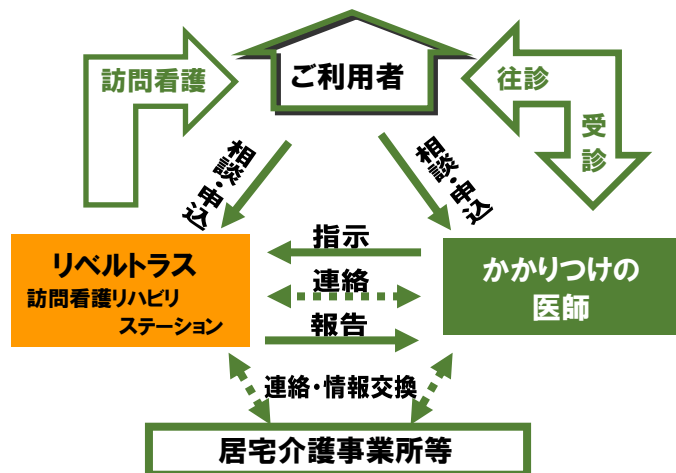 ご利用者
訪問看護
往診
受診
相談・申込
相談・申込
リベルトラス
訪問看護リハビリ
ステーション
指示
連絡
報告
かかりつけの
医師
連絡・情報交換
居宅介護事業所等